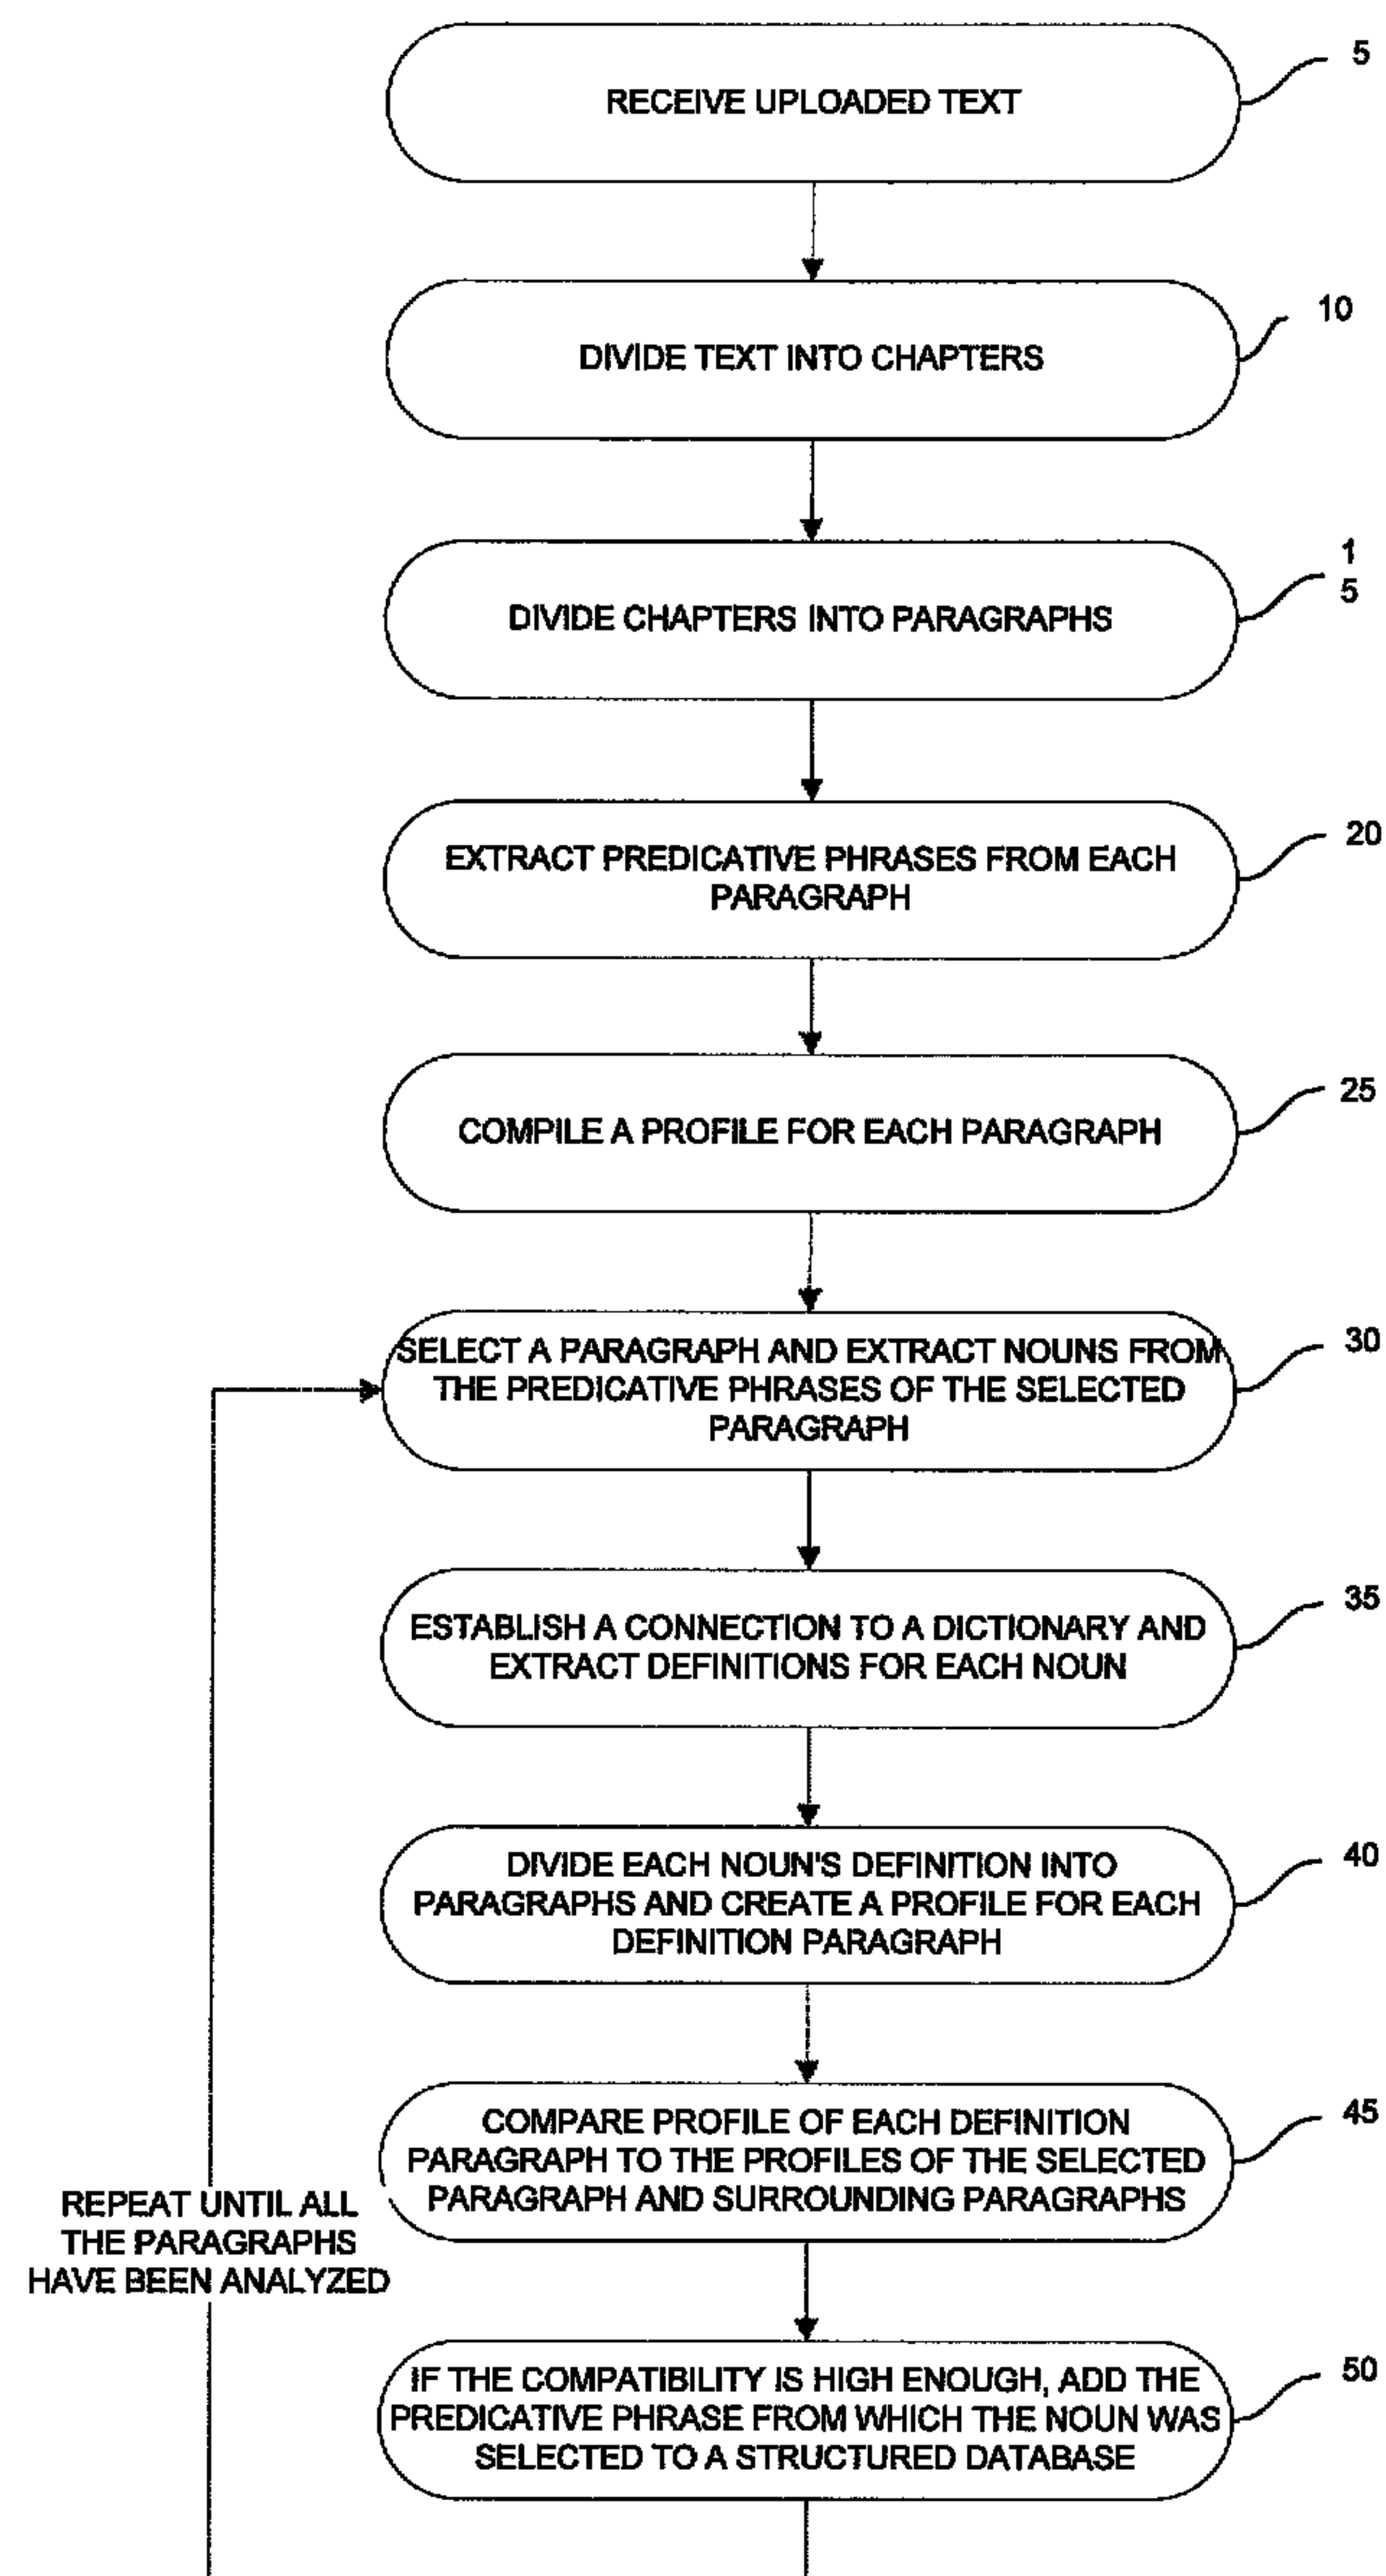 RECEIVE UPLOADED TEXT
5
DIVIDE TEXT INTO CHAPTERS
10
DIVIDE CHAPTERS INTO PARAGRAPHS
1
5
EXTRACT PREDICATIVE PHRASES FROM EACH
PARAGRAPH
20
COMPILE A PROFILE FOR EACH PARAGRAPH
25
SELECT A PARAGRAPH AND EXTRACT NOUNS FROM
THE PREDICATIVE PHRASES OF THE SELECTED
PARAGRAPH
30
ESTABLISH A CONNECTION TO A DICTIONARY AND
EXTRACT DEFINITIONS FOR EACH NOUN
35
DIVIDE EACH NOUN'S DEFINITION INTO
PARAGRAPHS AND CREATE A PROFILE FOR EACH
DEFINITION PARAGRAPH
40
COMPARE PROFILE OF EACH DEFINITION
PARAGRAPH TO THE PROFILES OF THE SELECTED
PARAGRAPH AND SURROUNDING PARAGRAPHS
45
REPEAT UNTIL ALL
THE PARAGRAPHS
HAVE BEEN ANALYZED
IF THE COMPATIBILITY IS HIGH ENOUGH, ADD THE
PREDICATIVE PHRASE FROM WHICH THE NOUN WAS
SELECTED TO A STRUCTURED DATABASE
50